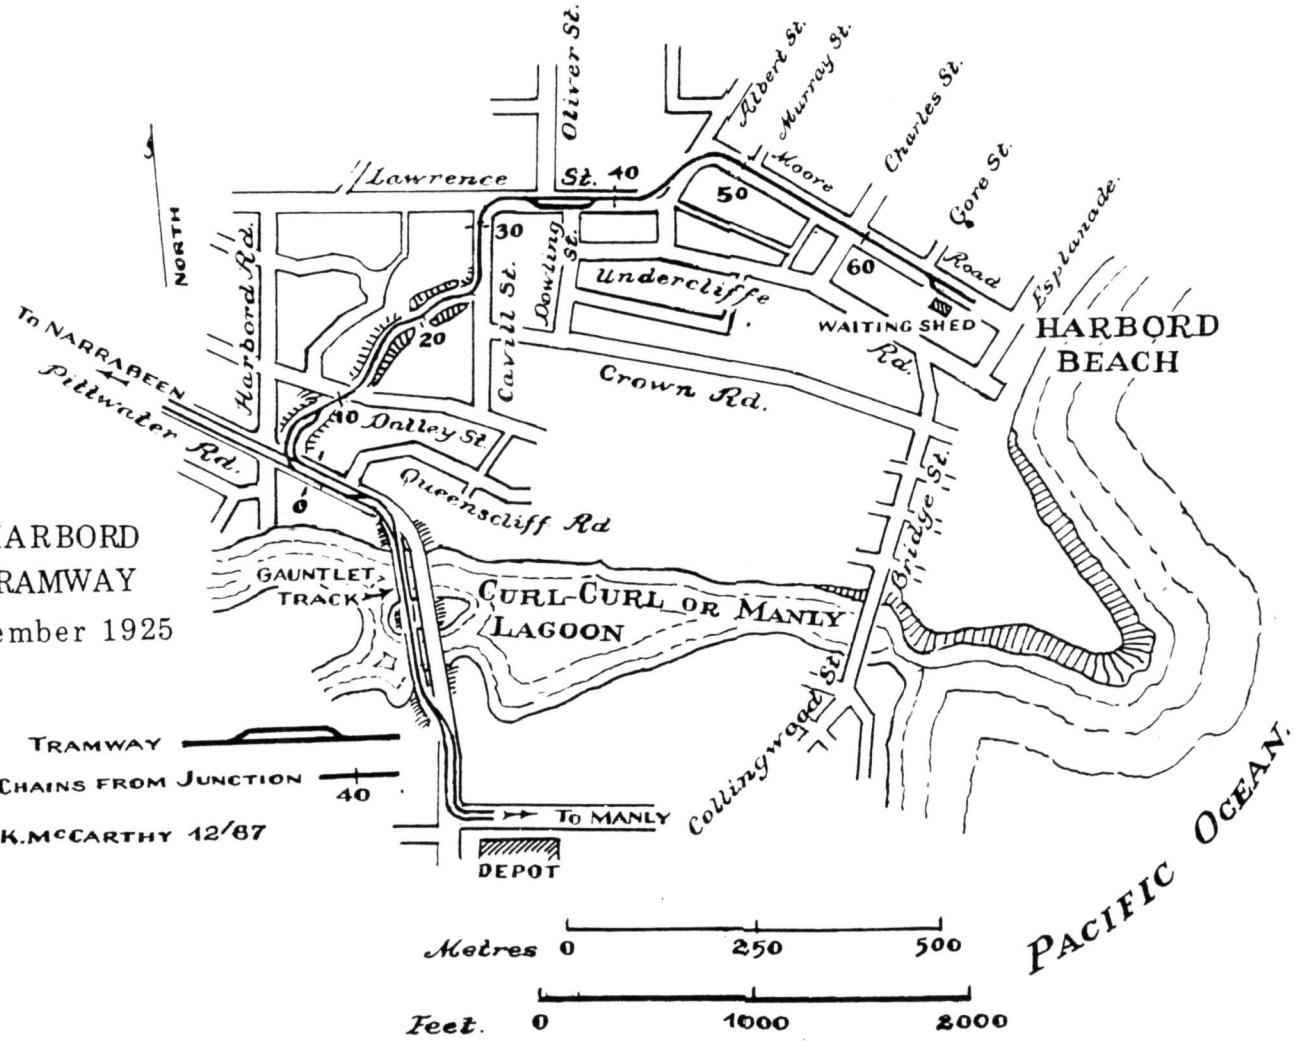 Oliver St.
Albert St.
Murray St.
Charles St.
Gore St.
Esplanade.
Lawrence St. 40
Moore Road
50
60
30
20
10
0
NORTH
Harbord Rd.
Cavill St.
Dowling St.
Undercliffe Rd.
WAITING SHED
HARBORD
BEACH
TO NARRABEEN
Pittwater Rd.
Crown Rd.
Dalley St.
Queenscliff Rd
Bridge St.
HARBORD
TRAMWAY
ember 1925
GAUNTLET
TRACK
CURL-CURL OR MANLY
LAGOON
Collingwood St.
TRAMWAY
CHAINS FROM JUNCTION
40
K.McCARTHY 12/87
TO MANLY
DEPOT
PACIFIC OCEAN.
Metres 0 250 500
Feet. 0 1000 2000